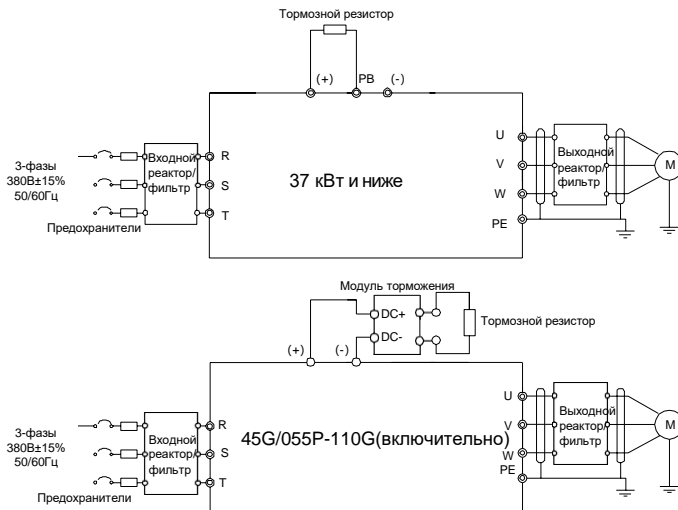 Тормозной резистор
(+)
PB
(-)
3-фазы
380В±15%
50/60Гц
Предохранители
Входной
реактор/
фильтр
R
S
T
37 кВт и ниже
U
V
W
PE
Выходной
реактор/
фильтр
M
Модуль торможения
DC+
DC-
Тормозной резистор
(+)
(-)
3-фазы
380В±15%
50/60Гц
Предохранители
Входной
реактор/
фильтр
R
S
T
45G/055P-110G(включительно)
U
V
W
PE
Выходной
реактор/
фильтр
M